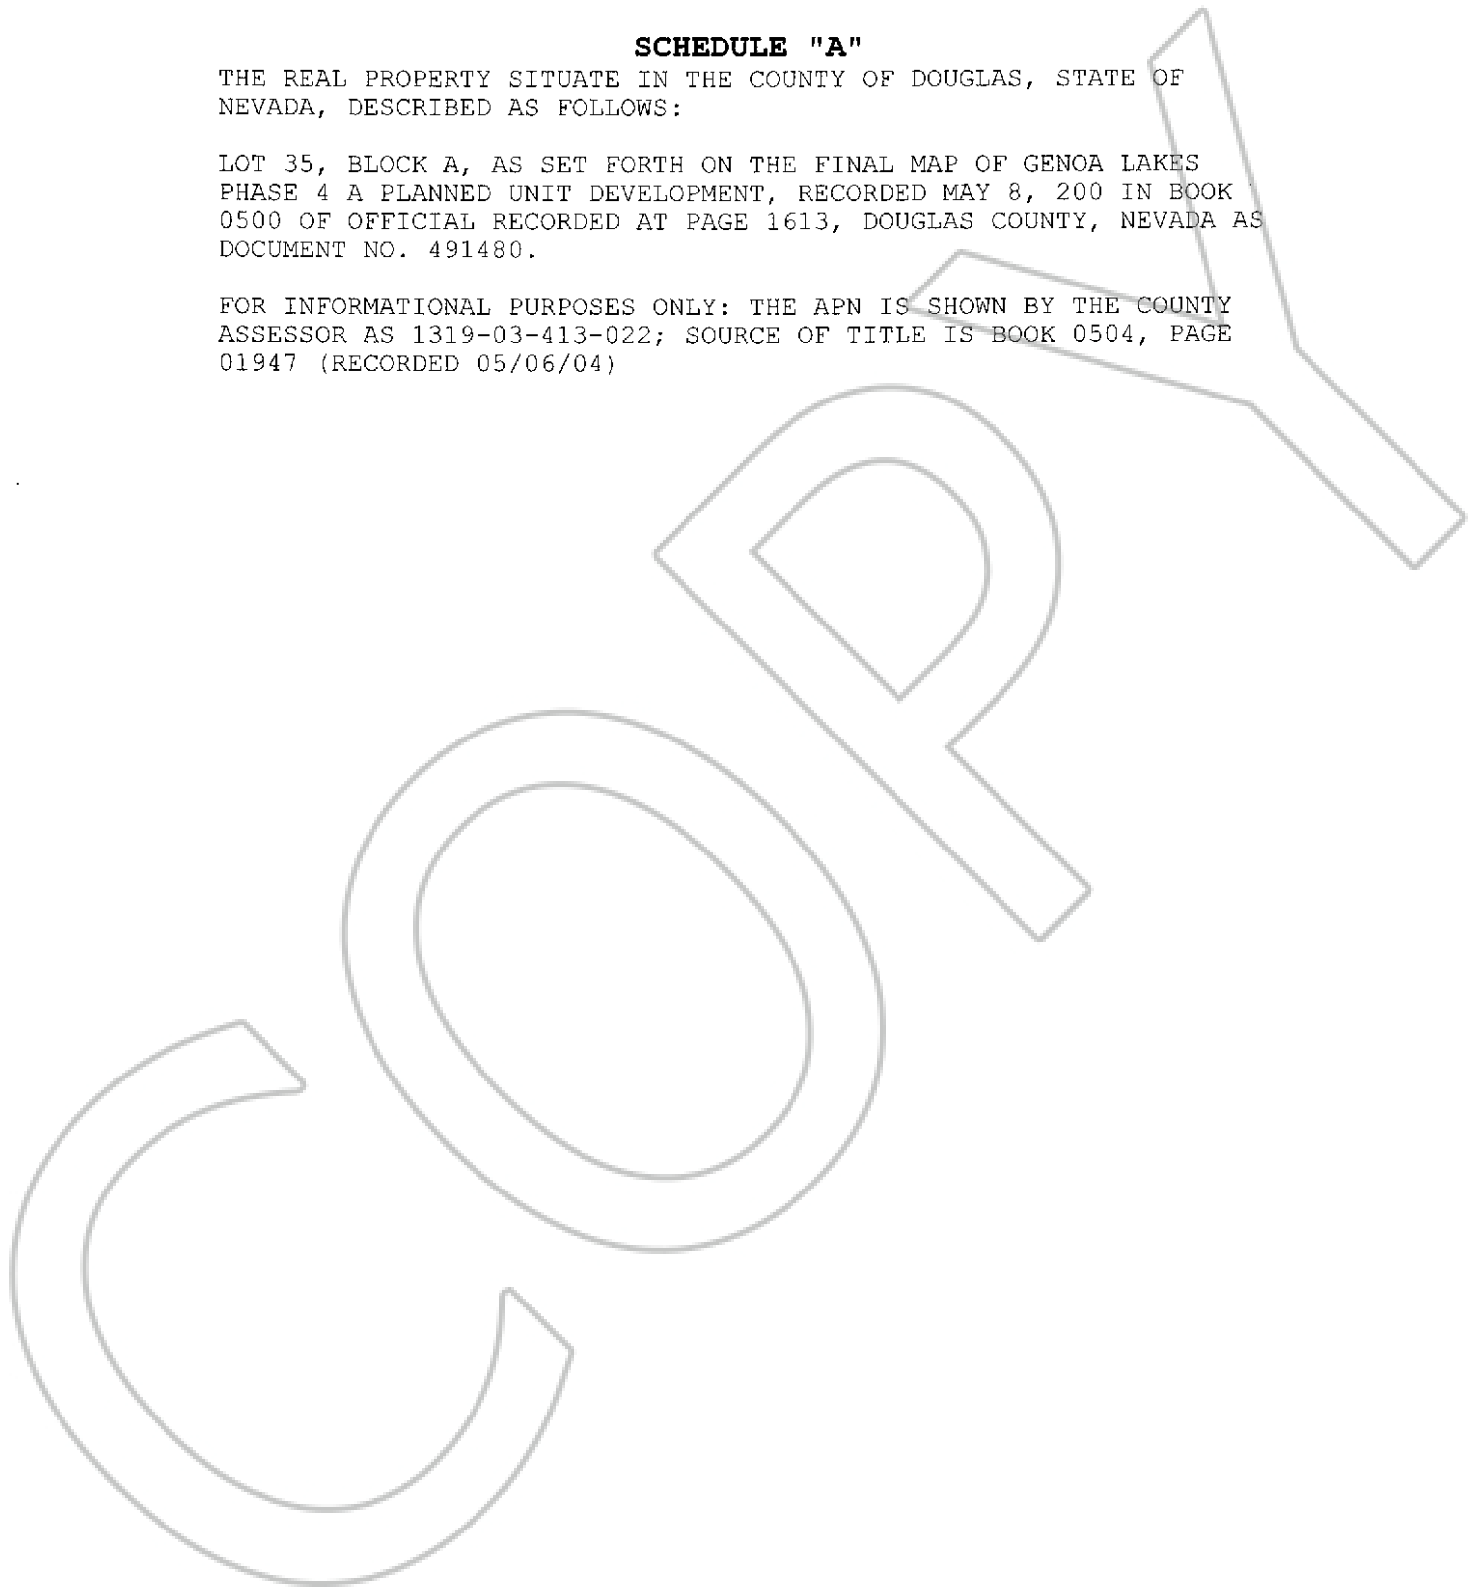 SCHEDULE "A"
THE REAL PROPERTY SITUATE IN THE COUNTY OF DOUGLAS, STATE OF
NEVADA, DESCRIBED AS FOLLOWS:
LOT 35, BLOCK A, AS SET FORTH ON THE FINAL MAP OF GENOA LAKES
PHASE 4 A PLANNED UNIT DEVELOPMENT, RECORDED MAY 8, 200 IN BOOK
0500 OF OFFICIAL RECORDED AT PAGE 1613, DOUGLAS COUNTY, NEVADA AS
DOCUMENT NO. 491480.
FOR INFORMATIONAL PURPOSES ONLY: THE APN IS SHOWN BY THE COUNTY
ASSESSOR AS 1319-03-413-022; SOURCE OF TITLE IS BOOK 0504, PAGE
01947 (RECORDED 05/06/04)
COPY